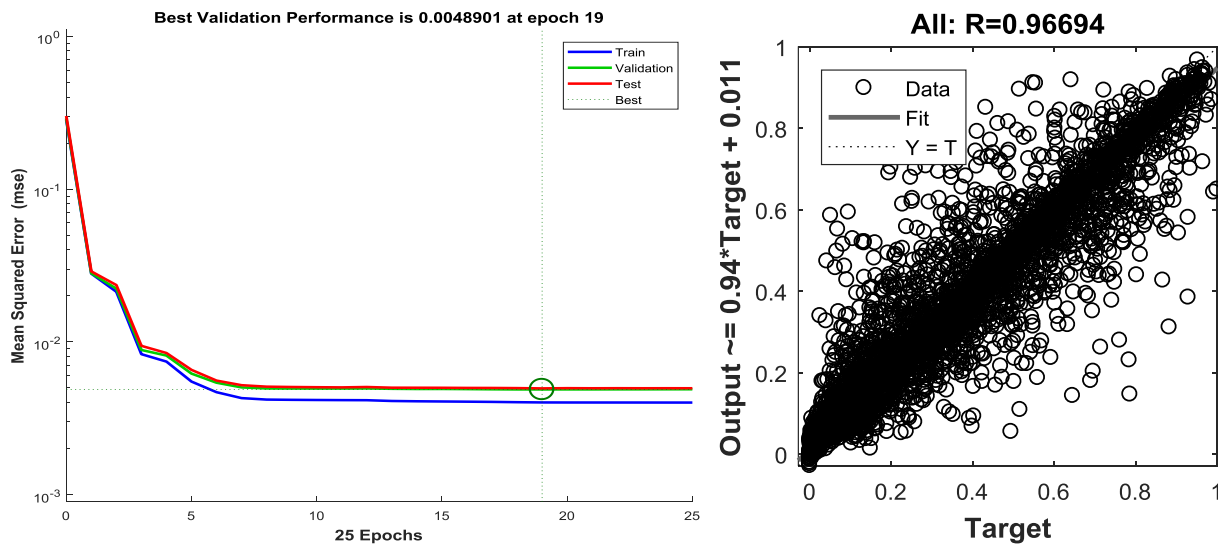 Best Validation Performance is 0.0048901 at epoch 19
Mean Squared Error (mse)
10^0
10^-1
10^-2
10^-3
Train
Validation
Test
Best
0 5 10 15 20 25
25 Epochs
All: R=0.96694
Output ~= 0.94*Target + 0.011
1
0.8
0.6
0.4
0.2
0
Data
Fit
Y = T
0 0.2 0.4 0.6 0.8 1
Target